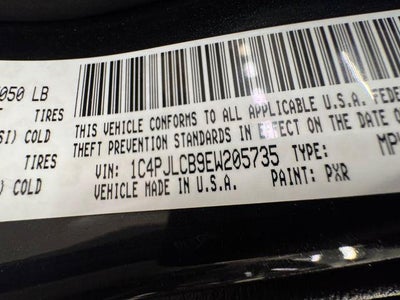 050 LB
TIRES
SI) COLD
TIRES
) COLD
THIS VEHICLE CONFORMS TO ALL APPLICABLE U.S.A. FEDE
THEFT PREVENTION STANDARDS IN EFFECT ON THE DATE O
VIN: 1C4PJLCB9EW205735 TYPE: MP
VEHICLE MADE IN U.S.A. PAINT: PXR